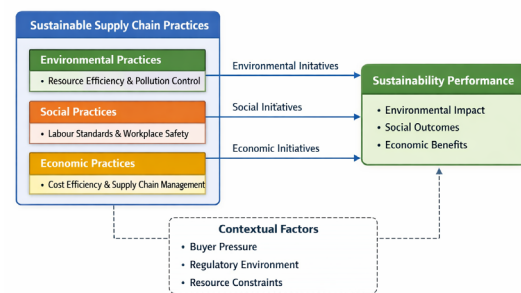 Sustainable Supply Chain Practices
Environmental Practices
• Resource Efficiency & Pollution Control
Social Practices
• Labour Standards & Workplace Safety
Economic Practices
• Cost Efficiency & Supply Chain Management
Environmental Initatives
Social Initiatives
Economic Initiatives
Sustainability Performance
• Environmental Impact
• Social Outcomes
• Economic Benefits
Contextual Factors
• Buyer Pressure
• Regulatory Environment
• Resource Constraints